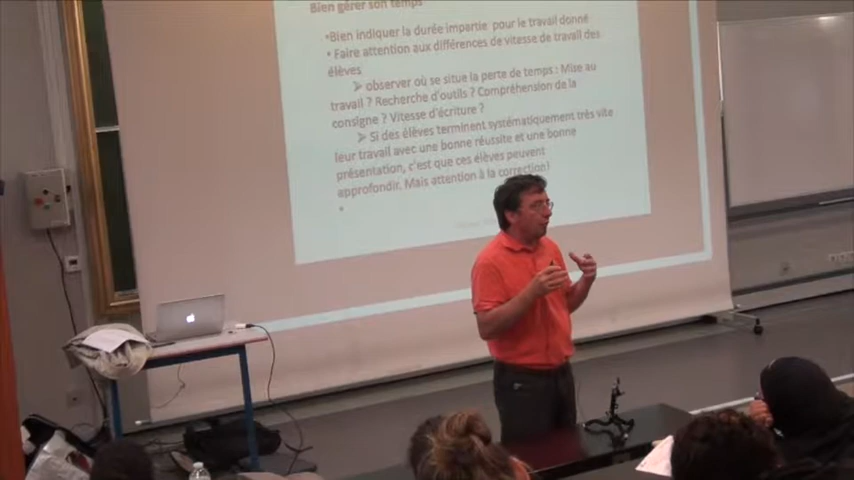 Bien gérer son temps
•Bien indiquer la durée impartie pour le travail donné
• Faire attention aux différences de vitesse de travail des
élèves
➢observer où se situe la perte de temps : Mise au
travail ? Recherche d'outils ? Compréhension de la
consigne ? Vitesse d'écriture ?
➢ Si des élèves terminent systématiquement très vite
leur travail avec une bonne réussite et une bonne
présentation, c'est que ces élèves peuvent
approfondir. Mais attention à la correction!
•